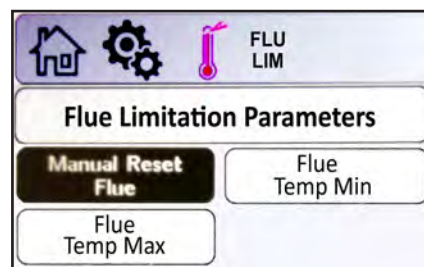 FLU
LIM
Flue Limitation Parameters
Manual Reset
Flue
Flue
Temp Min
Flue
Temp Max